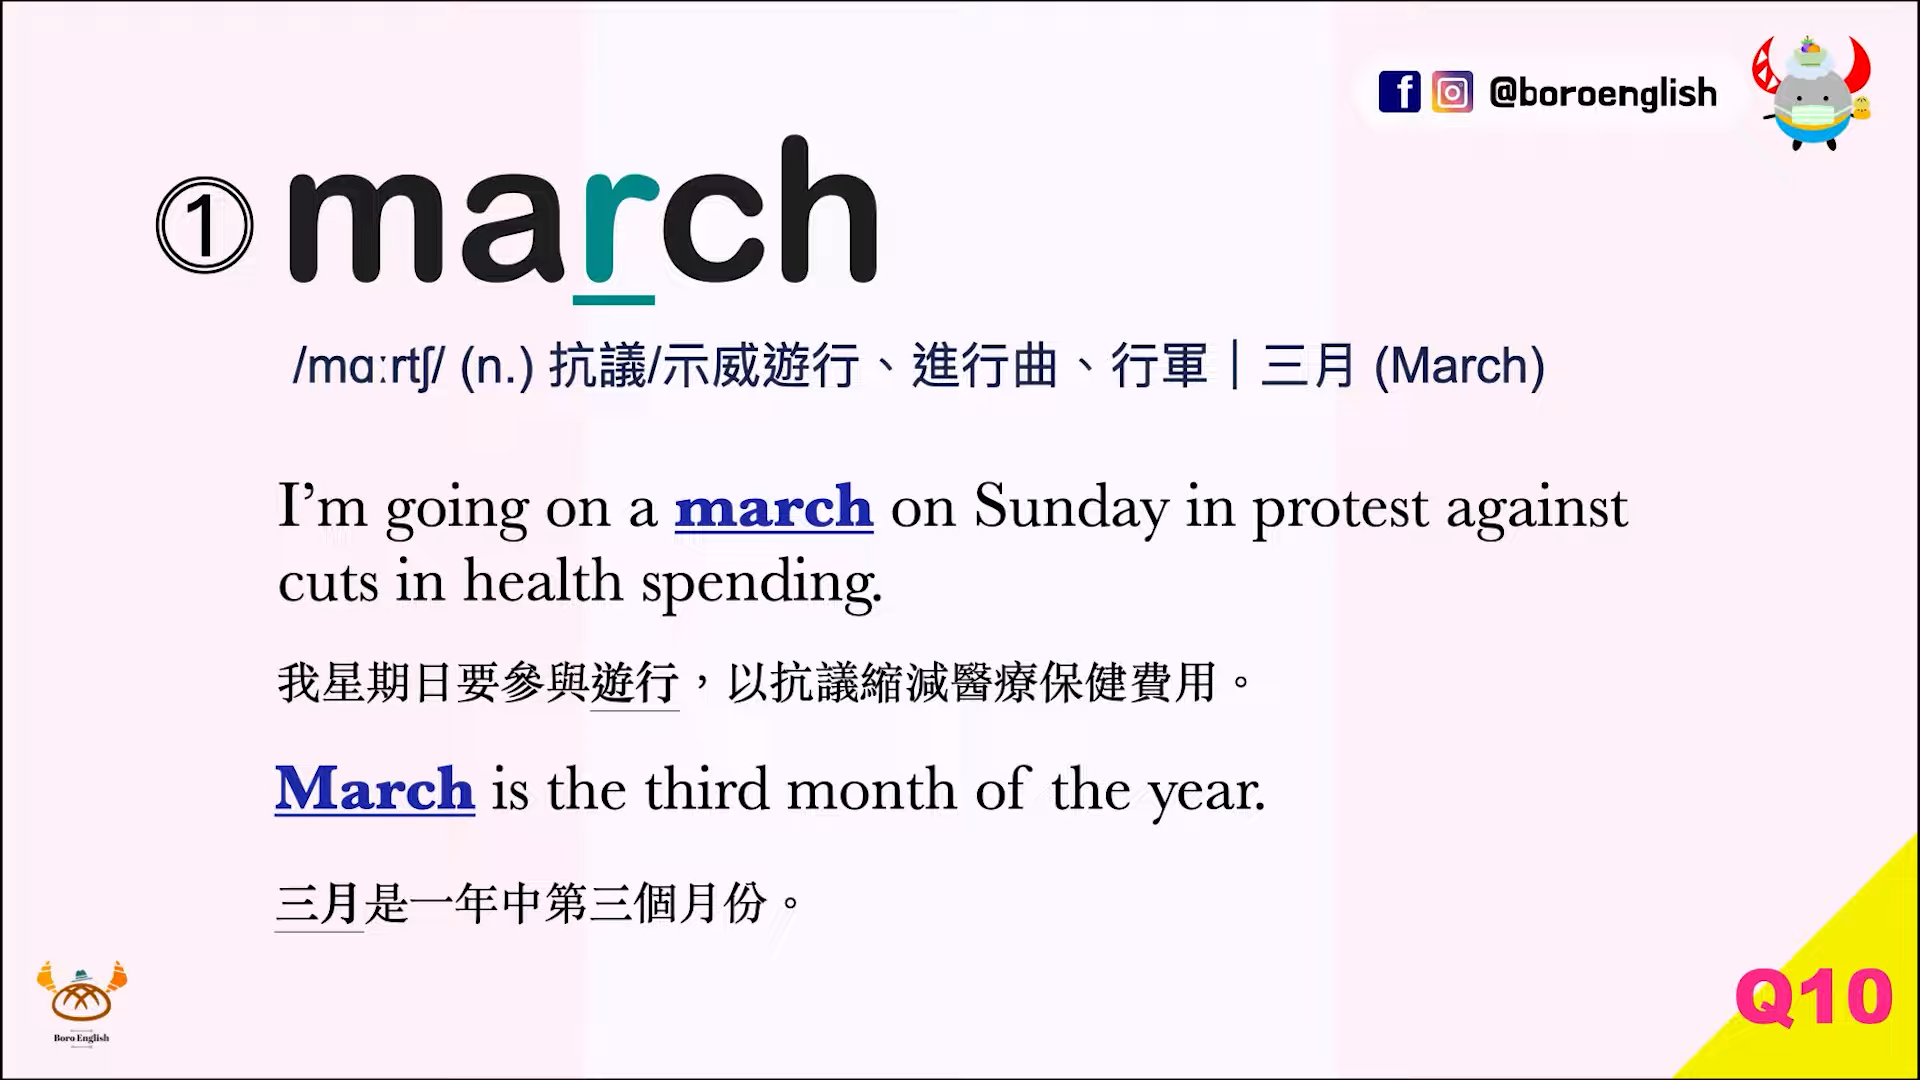 @boroenglish
① march
/mɑːrtʃ/ (n.) 抗議/示威遊行、進行曲、行軍｜三月 (March)
I’m going on a march on Sunday in protest against
cuts in health spending.
我星期日要參與遊行，以抗議縮減醫療保健費用。
March is the third month of the year.
三月是一年中第三個月份。
Boro English
Q10